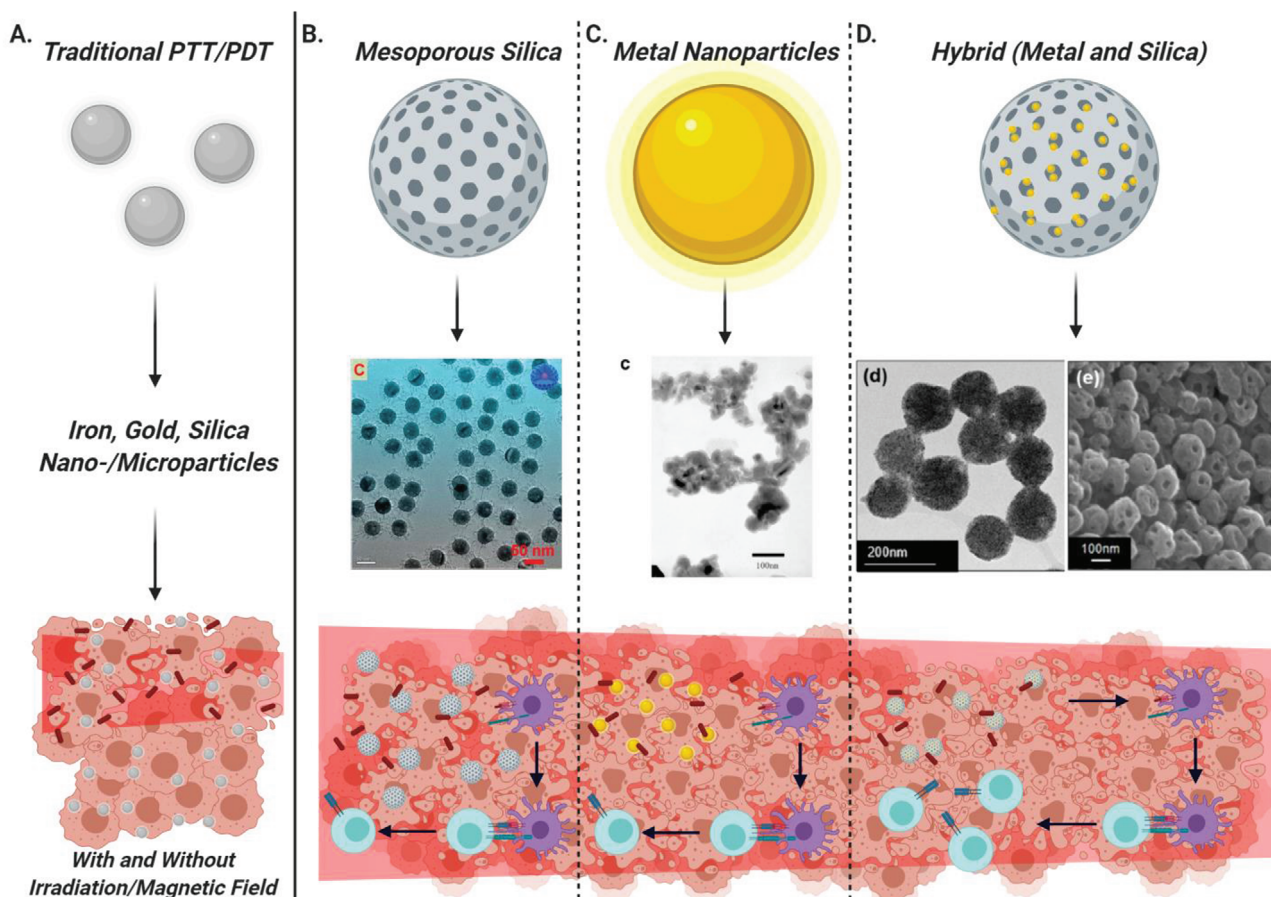 A.
Traditional PTT/PDT
B.
Mesoporous Silica
C.
Metal Nanoparticles
D.
Hybrid (Metal and Silica)
Iron, Gold, Silica
Nano-/Microparticles
C
50 nm
c
100nm
(d)
200nm
(e)
100nm
With and Without
Irradiation/Magnetic Field